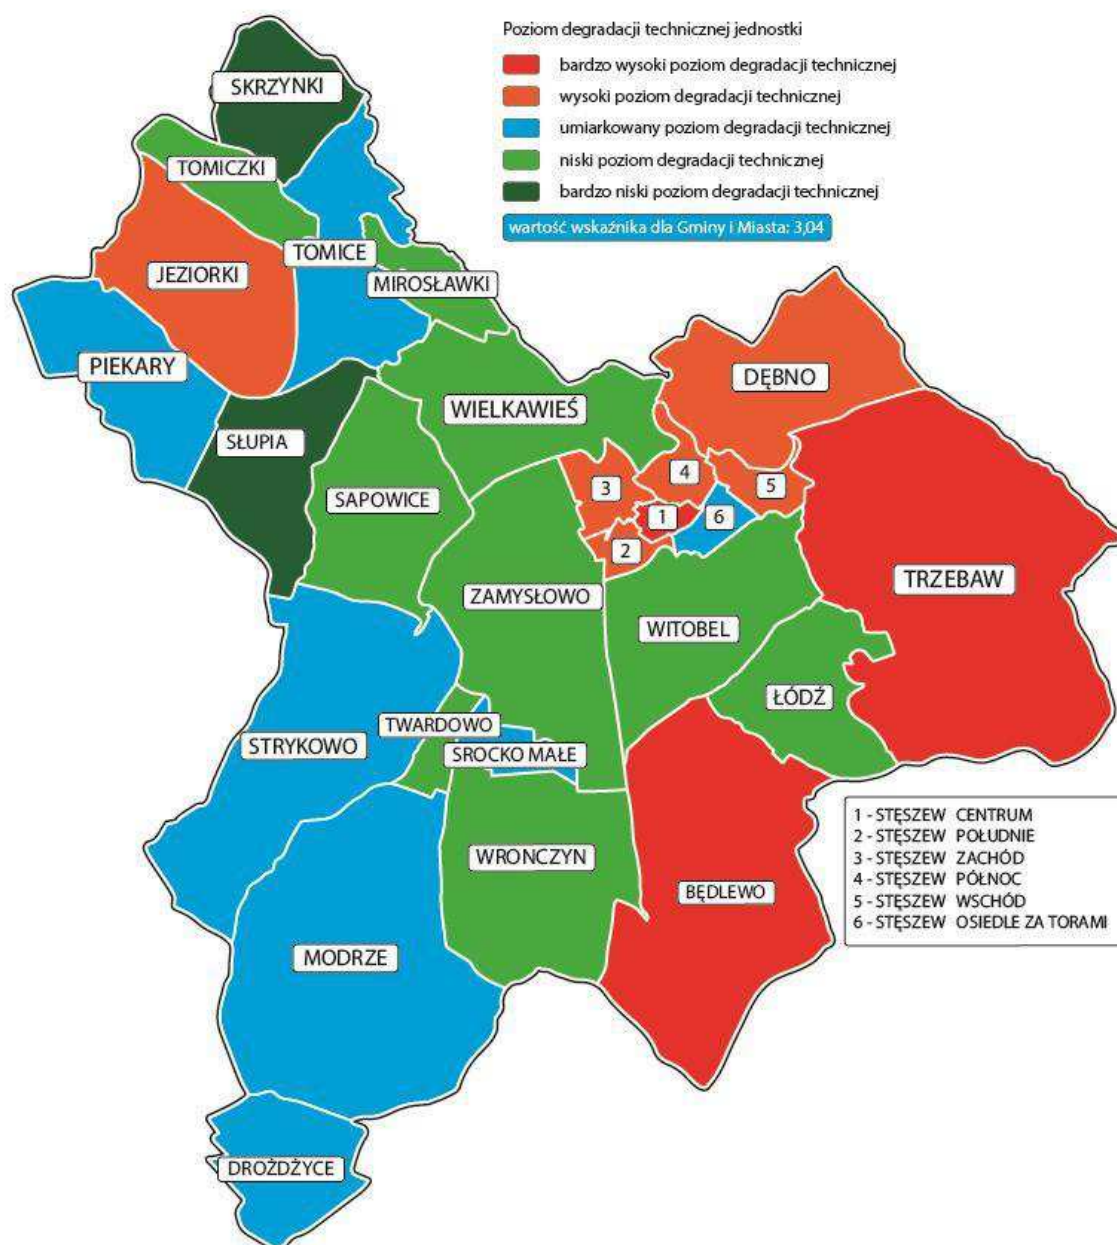 Poziom degradacji technicznej jednostki
bardzo wysoki poziom degradacji technicznej
wysoki poziom degradacji technicznej
umiarkowany poziom degradacji technicznej
niski poziom degradacji technicznej
bardzo niski poziom degradacji technicznej
wartość wskaźnika dla Gminy i Miasta: 3,04
SKRZYNKI
TOMICZKI
TOMICE
JEZIORKI
MIROSŁAWKI
PIEKARY
DĘBNO
WIELKAWIEŚ
SŁUPIA
4
SAPOWICE
3
5
1
6
2
TRZEBAW
ZAMYSŁOWO
WITOBEL
ŁÓDŹ
TWARDOWO
STRYKOWO
SROCKO MAŁE
1 - STĘSZEW CENTRUM
2 - STĘSZEW POŁUDNIE
3 - STĘSZEW ZACHÓD
4 - STĘSZEW PÓŁNOC
5 - STĘSZEW WSCHÓD
6 - STĘSZEW OSIEDLE ZA TORAMI
WRONCZYN
BĘDLEWO
MODRZE
DROŻDŻYCE